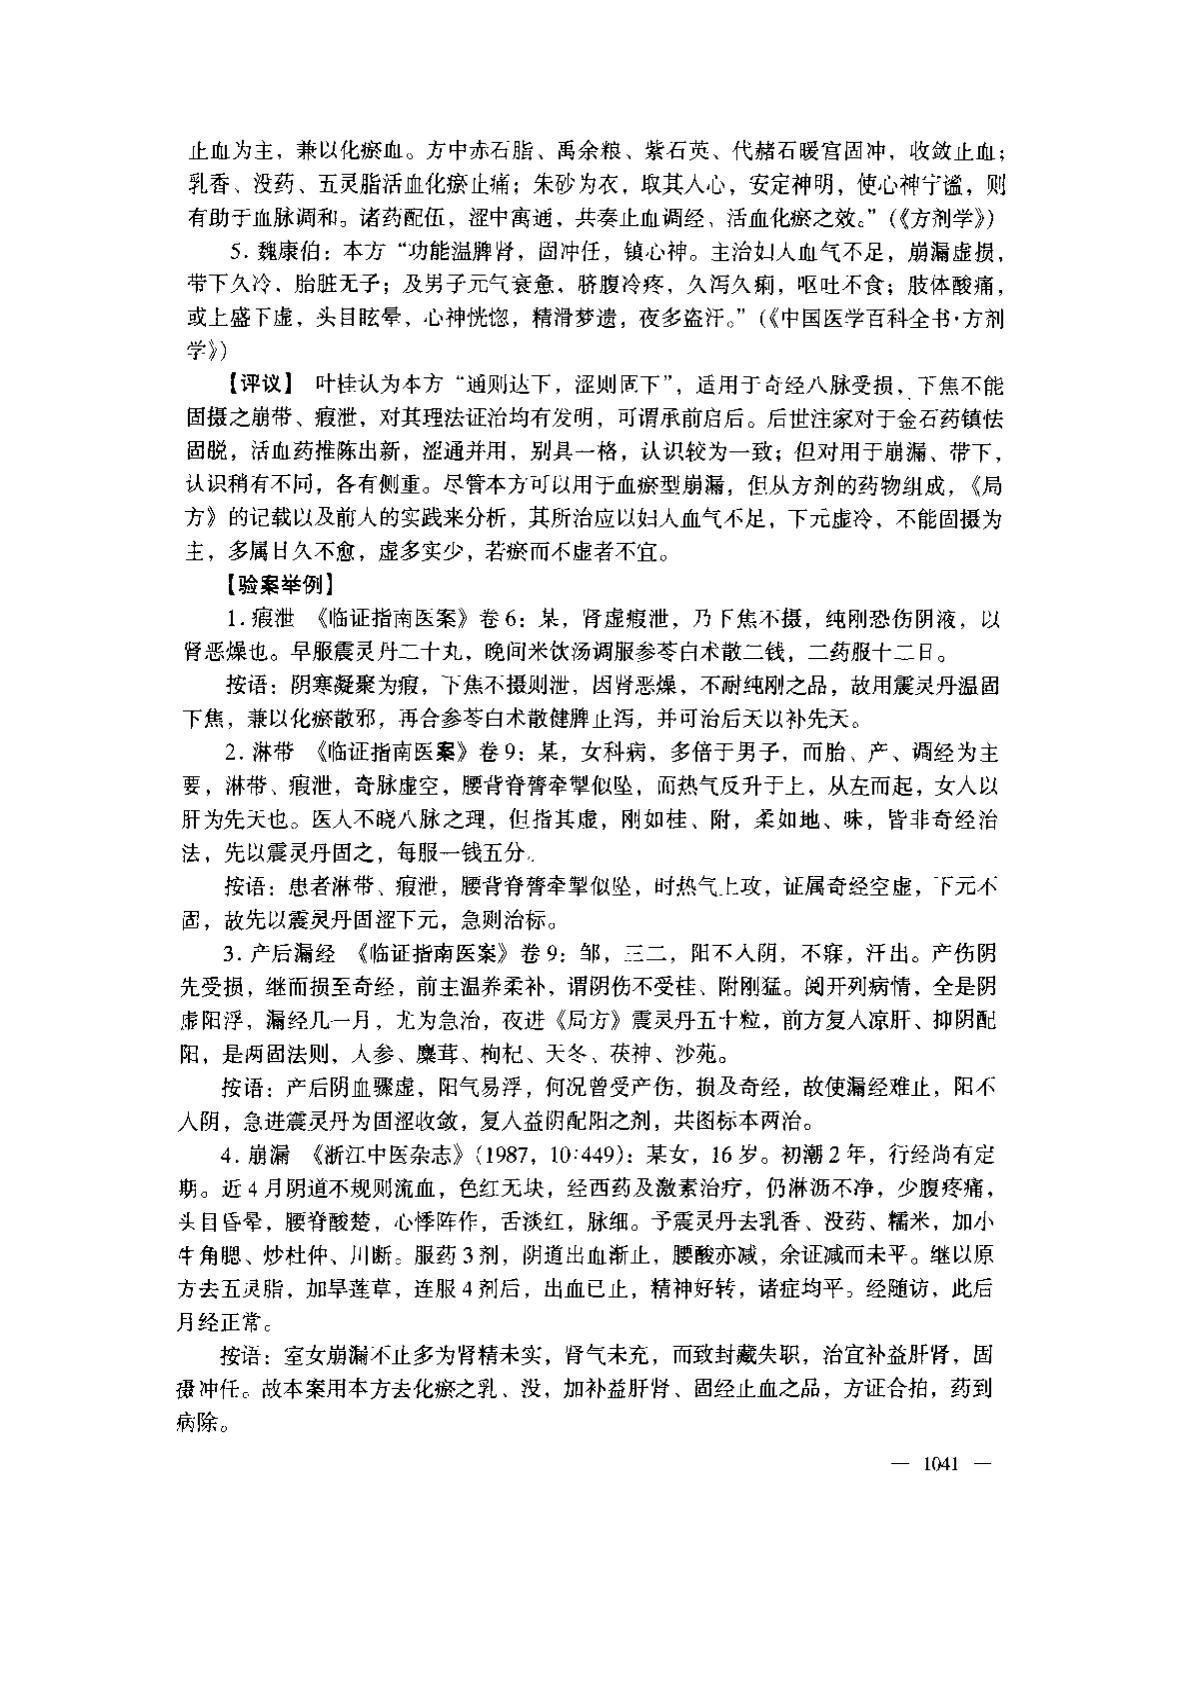 止血为主，兼以化瘀血。方中赤石脂、禹余粮、紫石英、代赭石暖宫固冲，收敛止血；
乳香、没药、五灵脂活血化瘀止痛；朱砂为衣，取其入心，安定神明，使心神宁谧，则
有助于血脉调和。诸药配伍，涩中寓通，共奏止血调经、活血化瘀之效。”（《方剂学》）
5. 魏康伯：本方“功能温脾肾，固冲任，镇心神。主治妇人血气不足，崩漏虚损，
带下久冷、胎脏无子；及男子元气衰惫，脐腹冷疼，久泻久痢，呕吐不食；肢体酸痛，
或上盛下虚，头目眩晕，心神恍惚，精滑梦遗，夜多盗汗。”（《中国医学百科全书·方剂
学》）
【评议】 叶桂认为本方“通则达下，涩则固下”，适用于奇经八脉受损，下焦不能
固摄之崩带、瘕泄，对其理法证治均有发明，可谓承前启后。后世注家对于金石药镇怯
固脱，活血药推陈出新，涩通并用，别具一格，认识较为一致；但对用于崩漏、带下，
认识稍有不同，各有侧重。尽管本方可以用于血瘀型崩漏，但从方剂的药物组成，《局
方》的记载以及前人的实践来分析，其所治应以妇人血气不足，下元虚冷，不能固摄为
主，多属日久不愈，虚多实少，若瘀而不虚者不宜。
【验案举例】
1. 瘕泄 《临证指南医案》卷 6：某，肾虚瘕泄，乃下焦不摄，纯刚恐伤阴液，以
肾恶燥也。早服震灵丹二十丸，晚间米饮汤调服参苓白术散二钱，二药服十二日。
按语：阴寒凝聚为瘕，下焦不摄则泄，因肾恶燥，不耐纯刚之品，故用震灵丹温固
下焦，兼以化瘀散邪，再合参苓白术散健脾止泻，并可治后天以补先天。
2. 淋带 《临证指南医案》卷 9：某，女科病，多倍于男子，而胎、产、调经为主
要，淋带、瘕泄，奇脉虚空，腰背脊膂牵掣似坠，而热气反升于上，从左而起，女人以
肝为先天也。医人不晓八脉之理，但指其虚，刚如桂、附，柔如地、味，皆非奇经治
法，先以震灵丹固之，每服一钱五分。
按语：患者淋带、瘕泄，腰背脊膂牵掣似坠，时热气上攻，证属奇经空虚，下元不
固，故先以震灵丹固涩下元，急则治标。
3. 产后漏经 《临证指南医案》卷 9：邹，三二，阳不入阴，不寐，汗出。产伤阴
先受损，继而损至奇经，前主温养柔补，谓阴伤不受桂、附刚猛。阅开列病情，全是阴
虚阳浮，漏经几一月，尤为急治，夜进《局方》震灵丹五十粒，前方复入凉肝、抑阴配
阳，是两固法则，人参、麋茸、枸杞、天冬、茯神、沙苑。
按语：产后阴血骤虚，阳气易浮，何况曾受产伤，损及奇经，故使漏经难止，阳不
入阴，急进震灵丹为固涩收敛，复入益阴配阳之剂，共图标本两治。
4. 崩漏 《浙江中医杂志》（1987，10∶449）：某女，16 岁。初潮 2 年，行经尚有定
期。近 4 月阴道不规则流血，色红无块，经西药及激素治疗，仍淋沥不净，少腹疼痛，
头目昏晕，腰脊酸楚，心悸阵作，舌淡红，脉细。予震灵丹去乳香、没药、糯米，加小
牛角腮、炒杜仲、川断。服药 3 剂，阴道出血渐止，腰酸亦减，余证减而未平。继以原
方去五灵脂，加旱莲草，连服 4 剂后，出血已止，精神好转，诸症均平。经随访，此后
月经正常。
按语：室女崩漏不止多为肾精未实，肾气未充，而致封藏失职，治宜补益肝肾，固
摄冲任。故本案用本方去化瘀之乳、没，加补益肝肾、固经止血之品，方证合拍，药到
病除。
— 1041 —